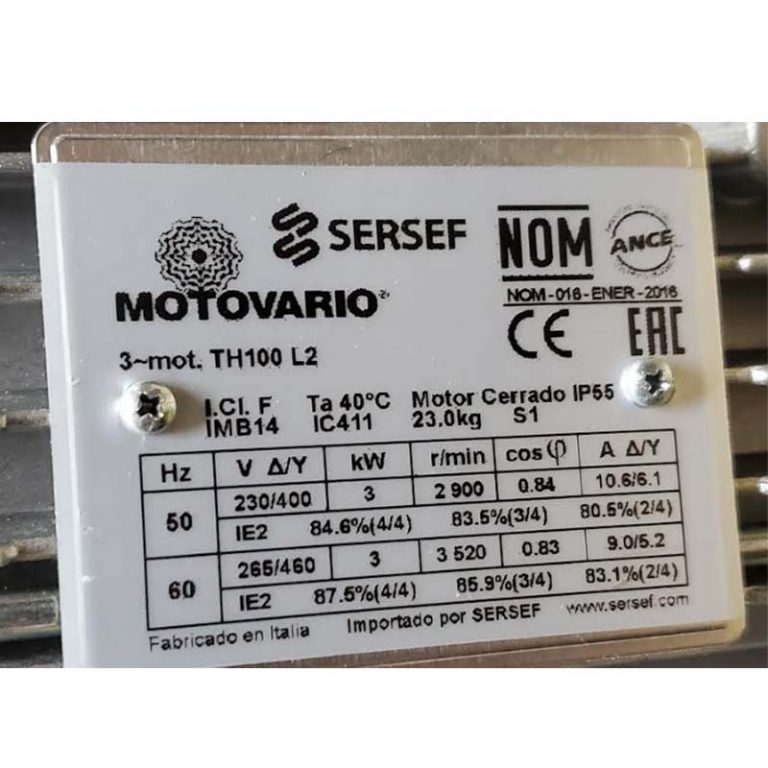 SERSEF
NOM
ANCE
MOTOVARIO
NOM-016-ENER-2016
CE
EAC
3~mot. TH100 L2
I.Cl. F Ta 40°C Motor Cerrado IP55
IMB14 IC411 23.0kg S1
Hz V Δ/Y kW r/min cos φ A Δ/Y
50 230/400 3 2 900 0.84 10.6/6.1
IE2 84.6%(4/4) 83.5%(3/4) 80.5%(2/4)
60 265/460 3 3 520 0.83 9.0/5.2
IE2 87.5%(4/4) 85.9%(3/4) 83.1%(2/4)
Fabricado en Italia Importado por SERSEF www.sersef.com